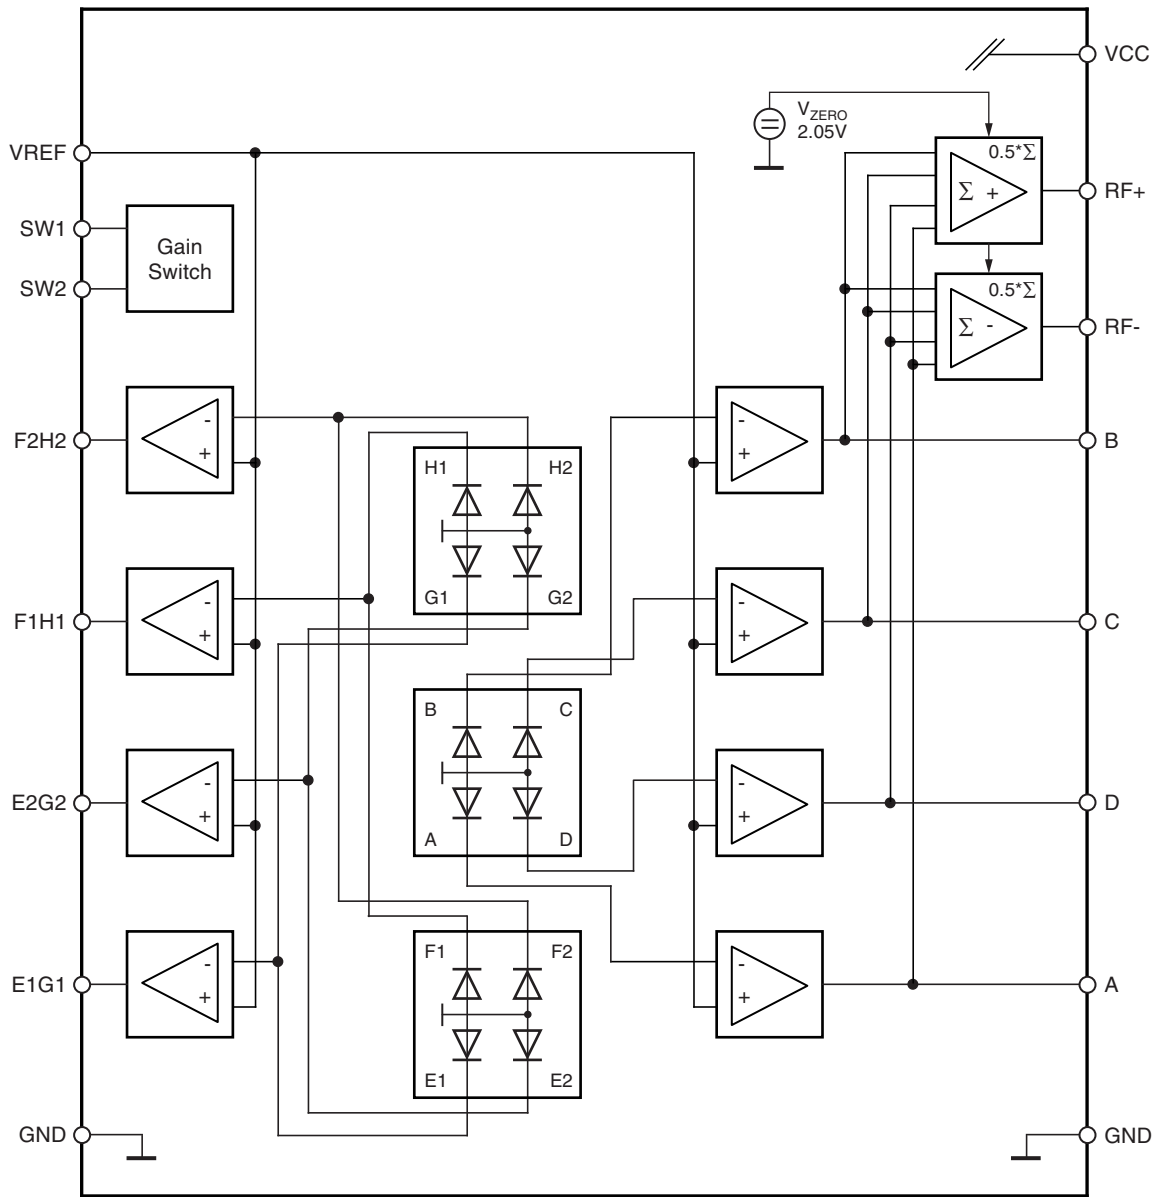 VCC
V_ZERO
2.05V
VREF
0.5*Σ
Σ +
RF+
SW1
Gain
Switch
SW2
0.5*Σ
Σ -
RF-
F2H2
-
+
H1
H2
G1
G2
-
+
B
F1H1
-
+
-
+
C
B
C
A
D
E2G2
-
+
-
+
D
F1
F2
E1
E2
E1G1
-
+
-
+
A
GND
GND